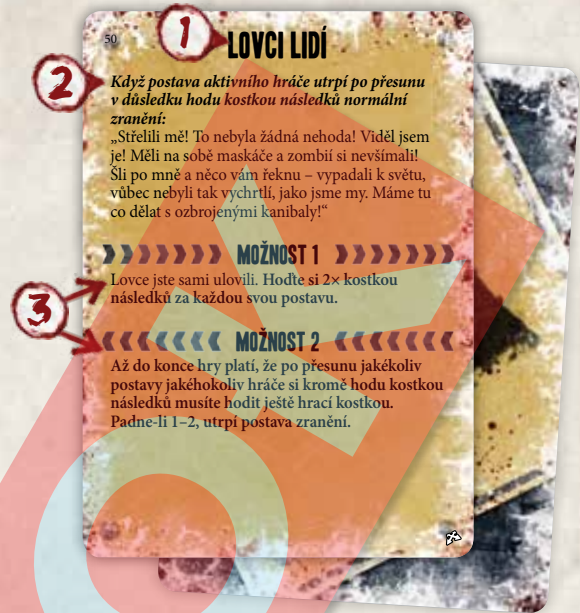 50
1
LOVCI LIDÍ
2
Když postava aktivního hráče utrpí po přesunu
v důsledku hodu kostkou následků normální
zranění:
„Střelili mě! To nebyla žádná nehoda! Viděl jsem
je! Měli na sobě maskáče a zombií si nevšímali!
Šli po mně a něco vám řeknu – vypadali k světu,
vůbec nebyli tak vychrtlí, jako jsme my. Máme tu
co dělat s ozbrojenými kanibaly!“
MOŽNOST 1
3
Lovce jste sami ulovili. Hoďte si 2× kostkou
následků za každou svou postavu.
MOŽNOST 2
Až do konce hry platí, že po přesunu jakékoliv
postavy jakéhokoliv hráče si kromě hodu kostkou
následků musíte hodit ještě hrací kostkou.
Padne-li 1–2, utrpí postava zranění.